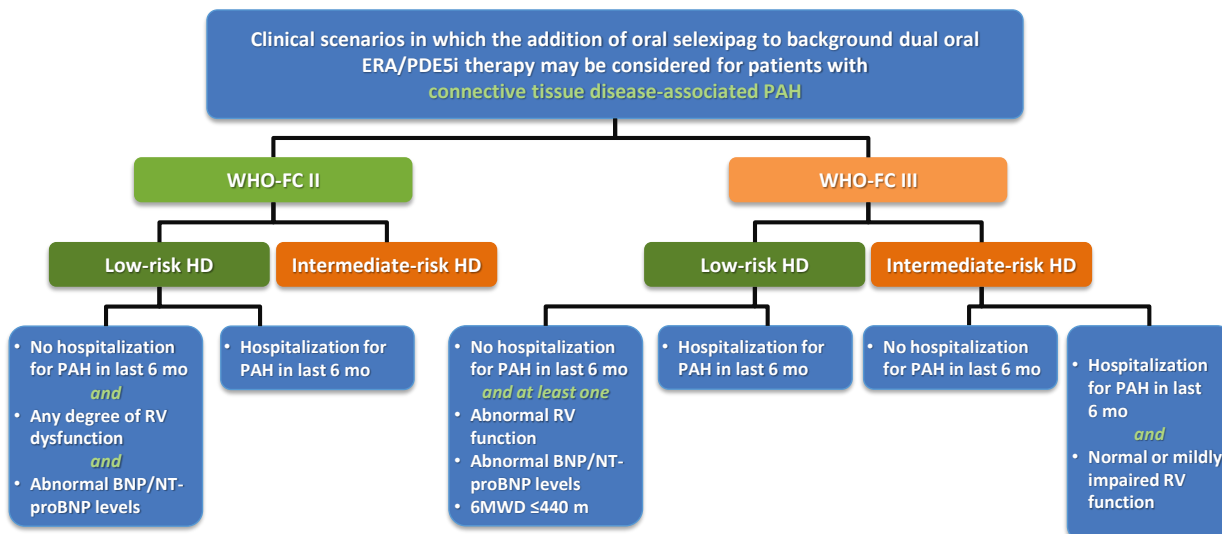 Clinical scenarios in which the addition of oral selexipag to background dual oral
ERA/PDE5i therapy may be considered for patients with
connective tissue disease-associated PAH
WHO-FC II
WHO-FC III
Low-risk HD
Intermediate-risk HD
Low-risk HD
Intermediate-risk HD
• No hospitalization
for PAH in last 6 mo
and
• Any degree of RV
dysfunction
and
• Abnormal BNP/NT-
proBNP levels
• Hospitalization for
PAH in last 6 mo
• No hospitalization
for PAH in last 6 mo
and at least one
• Abnormal RV
function
• Abnormal BNP/NT-
proBNP levels
• 6MWD ≤440 m
• Hospitalization for
PAH in last 6 mo
• No hospitalization
for PAH in last 6 mo
• Hospitalization
for PAH in last
6 mo
and
• Normal or mildly
impaired RV
function